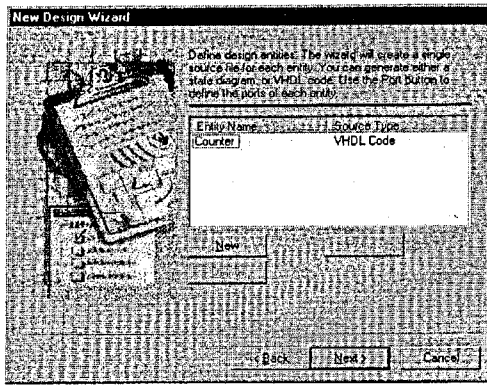 New Design Wizard
Define design entities. The wizard will create a single
source file for each entity. You can generate either a
state diagram, or VHDL code. Use the Port button to
define the ports of each entity.
Entity Name Source Type
Counter VHDL Code
New
< Back Next > Cancel